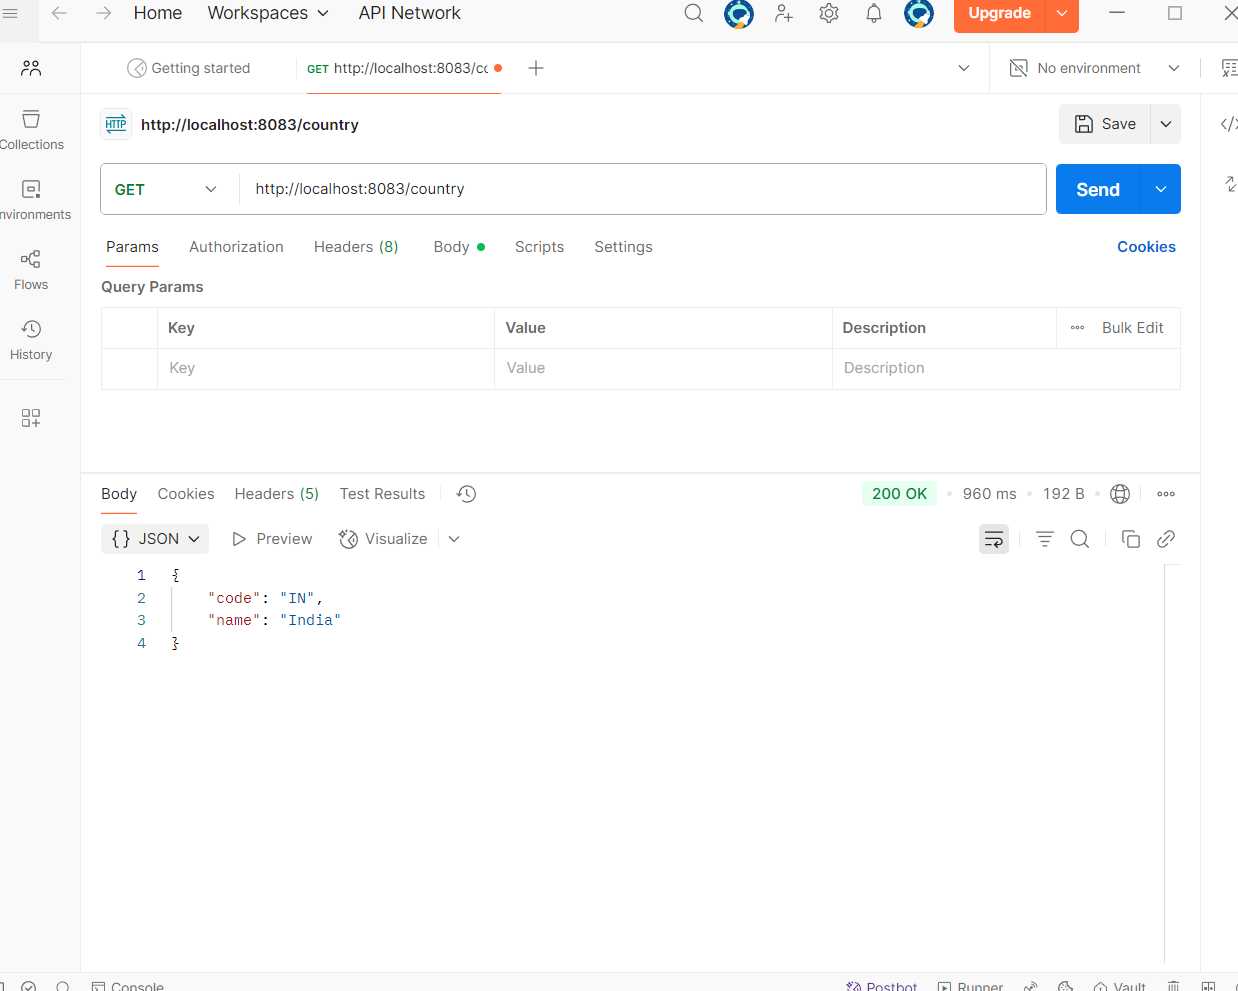 Home Workspaces API Network Upgrade
Getting started GET http://localhost:8083/cc No environment
HTTP http://localhost:8083/country Save
Collections
GET http://localhost:8083/country Send
nvironments
Params Authorization Headers (8) Body Scripts Settings Cookies
Flows
Query Params
Key Value Description Bulk Edit
History
Key Value Description
Body Cookies Headers (5) Test Results 200 OK 960 ms 192 B
{} JSON Preview Visualize
1 {
2 "code": "IN",
3 "name": "India"
4 }
Console Postbot Runner Vault